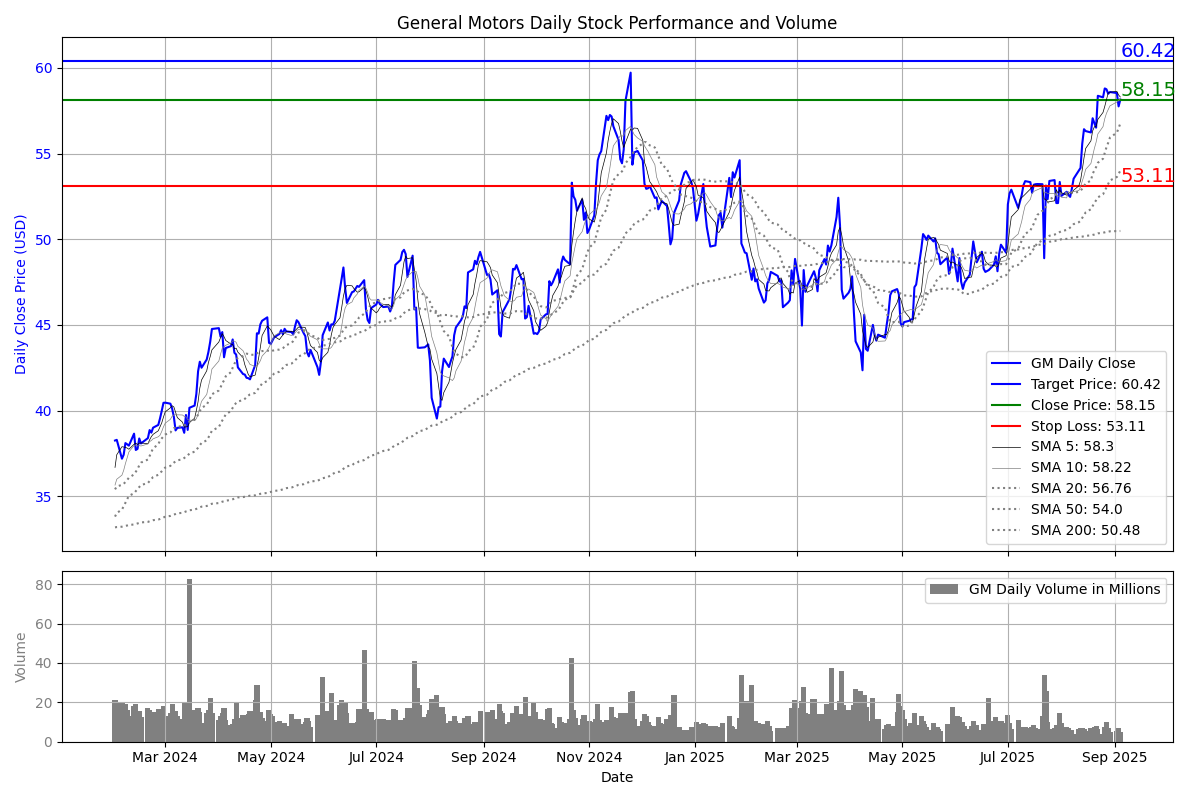 General Motors Daily Stock Performance and Volume
60.42
60
58.15
55
53.11
50
45
40
35
Daily Close Price (USD)
GM Daily Close
Target Price: 60.42
Close Price: 58.15
Stop Loss: 53.11
SMA 5: 58.3
SMA 10: 58.22
SMA 20: 56.76
SMA 50: 54.0
SMA 200: 50.48
80
60
40
20
0
Volume
GM Daily Volume in Millions
Mar 2024 May 2024 Jul 2024 Sep 2024 Nov 2024 Jan 2025 Mar 2025 May 2025 Jul 2025 Sep 2025
Date